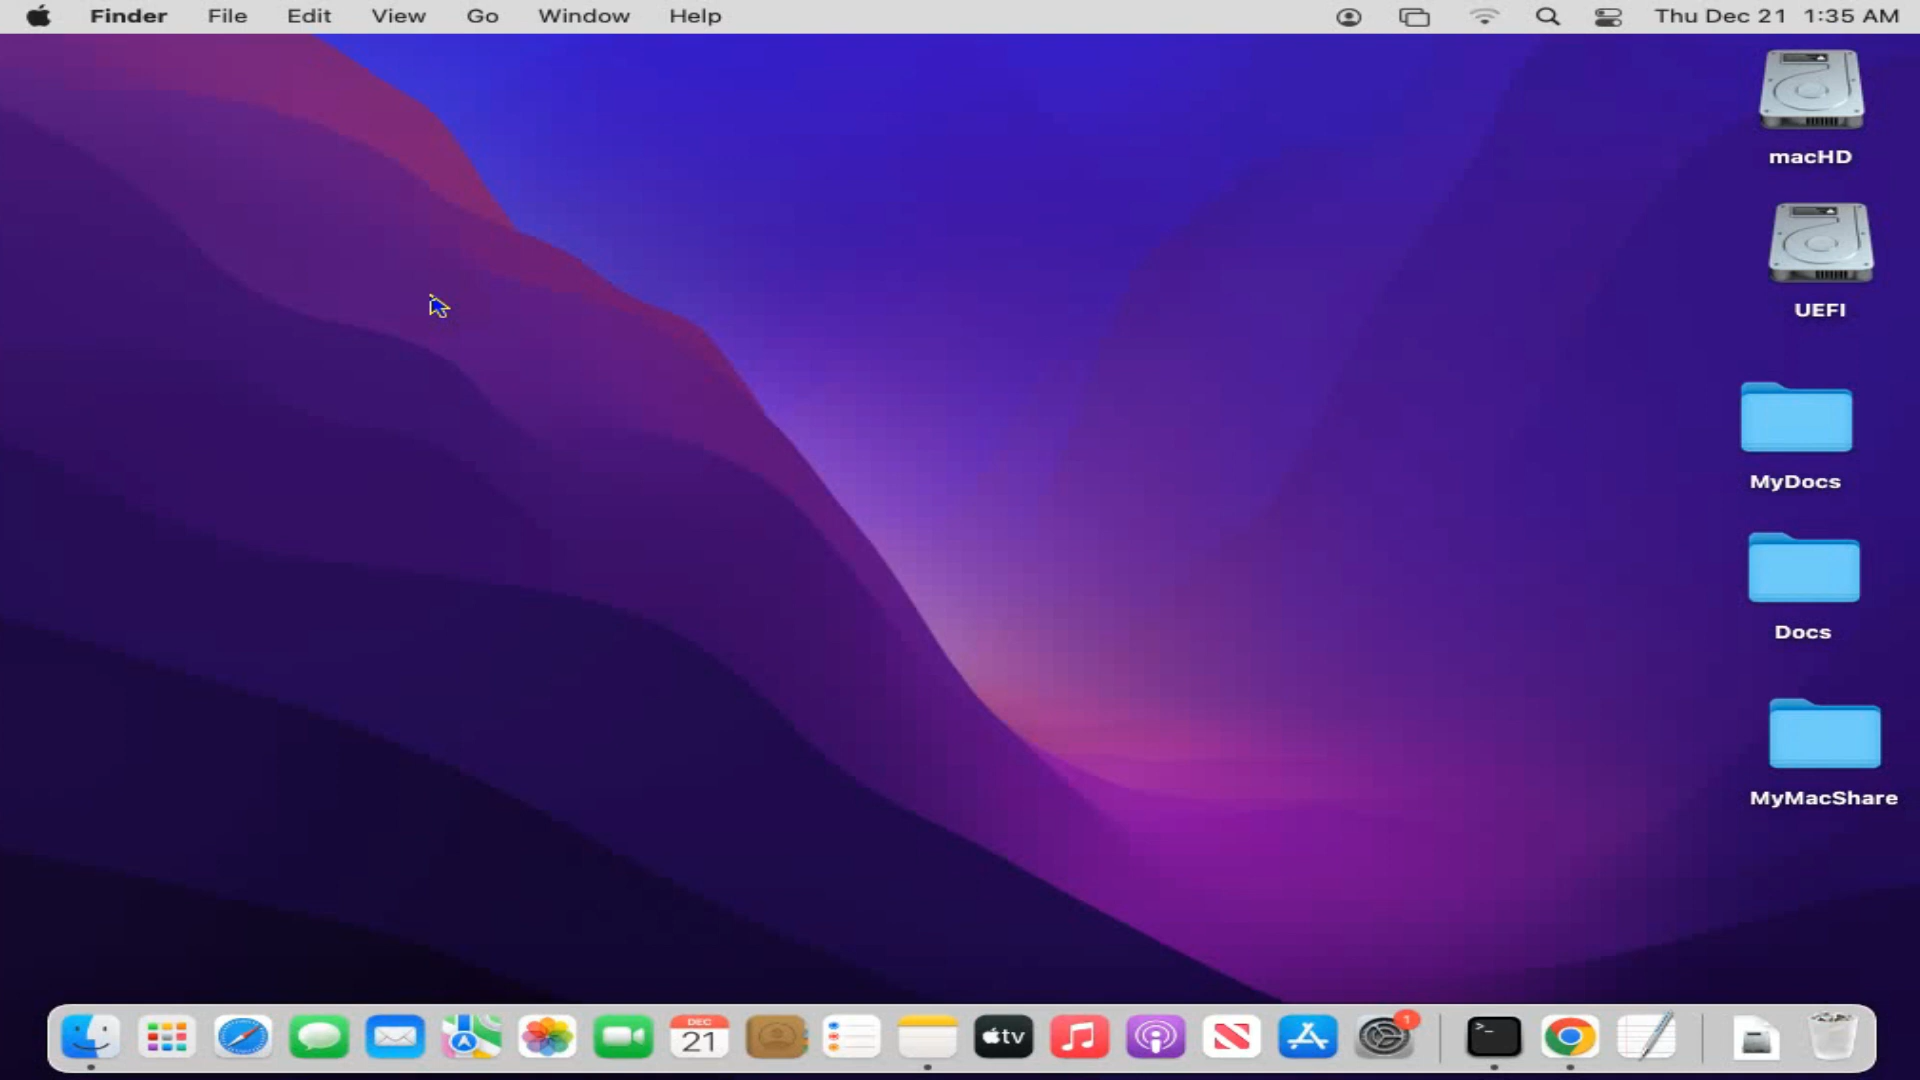 Finder File Edit View Go Window Help Thu Dec 21 1:35 AM
macHD
UEFI
MyDocs
Docs
MyMacShare
DEC
21
tv
1
>_